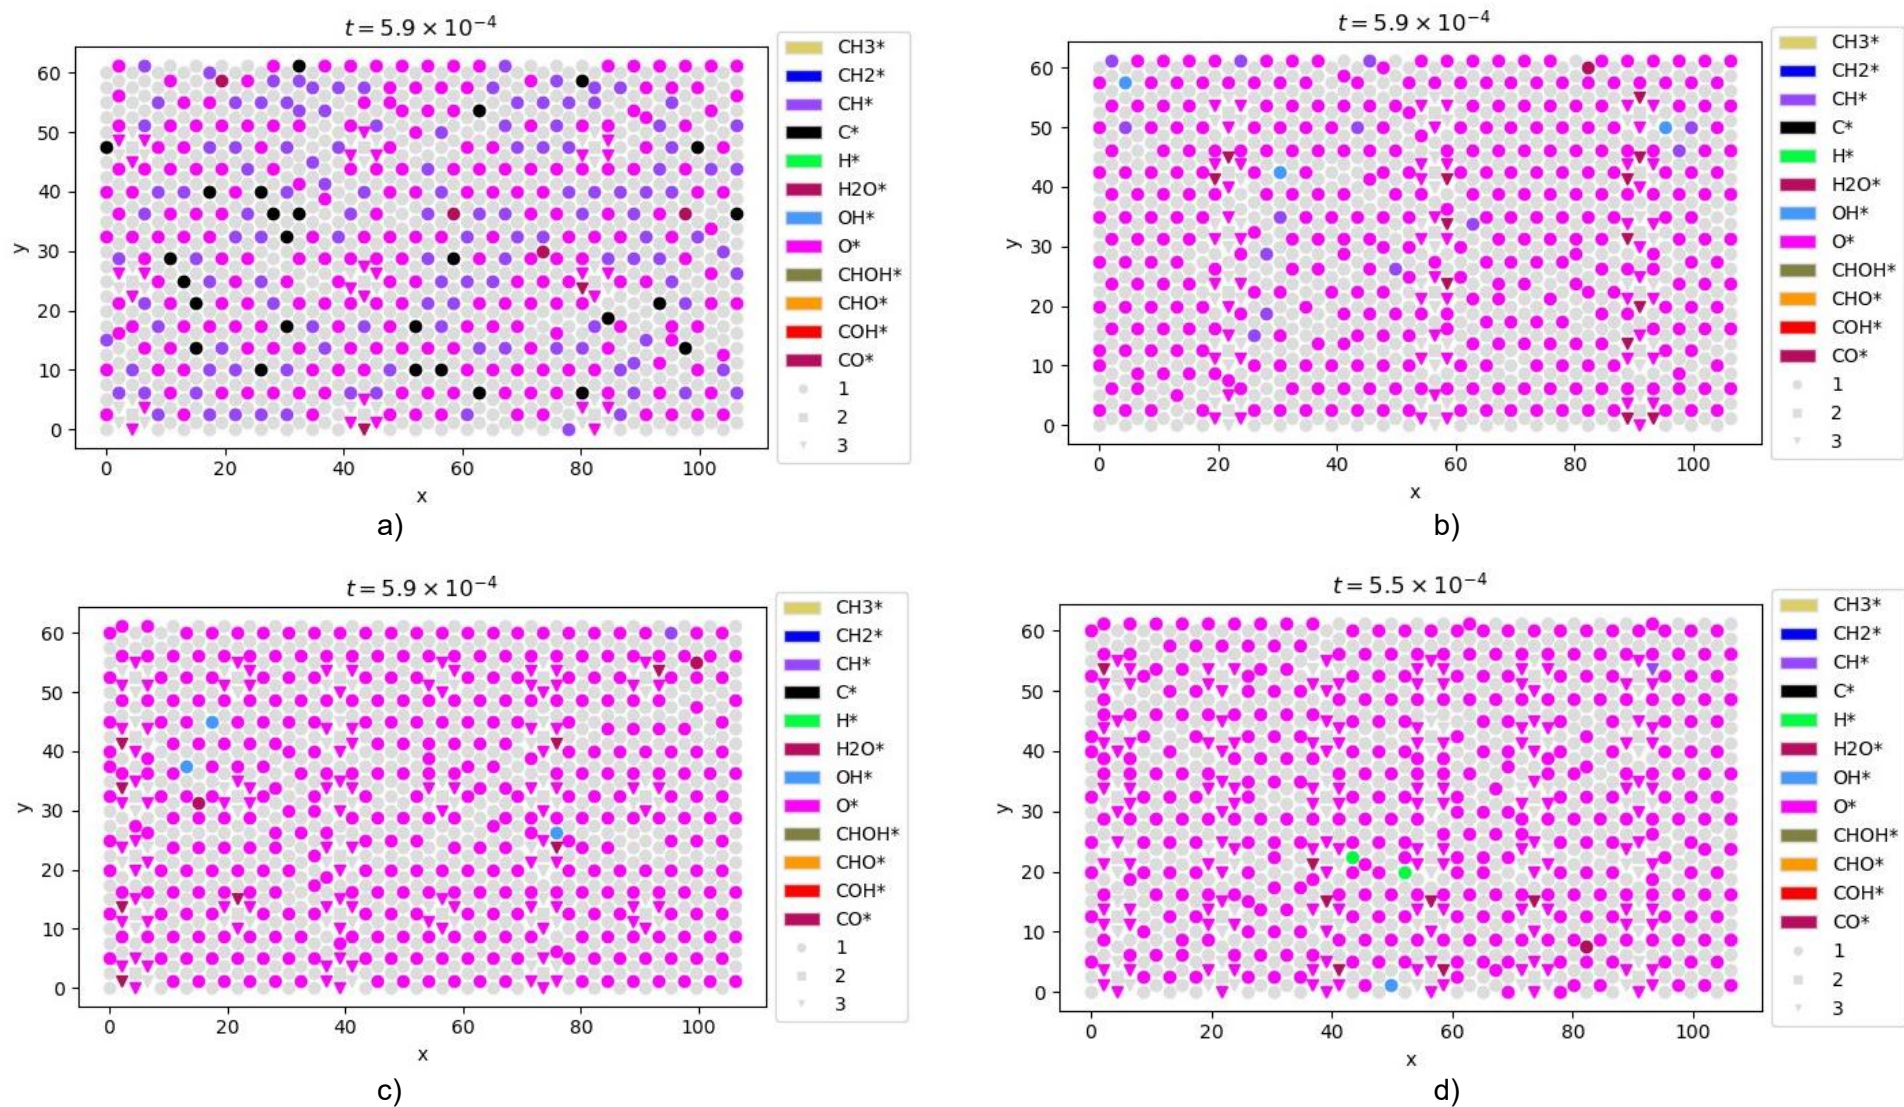 t = 5.9 × 10⁻⁴
60
50
40
30
20
10
0
y
0 20 40 60 80 100
x
CH3*
CH2*
CH*
C*
H*
H2O*
OH*
O*
CHOH*
CHO*
COH*
CO*
1
2
3
a)
t = 5.9 × 10⁻⁴
60
50
40
30
20
10
0
y
0 20 40 60 80 100
x
CH3*
CH2*
CH*
C*
H*
H2O*
OH*
O*
CHOH*
CHO*
COH*
CO*
1
2
3
b)
t = 5.9 × 10⁻⁴
60
50
40
30
20
10
0
y
0 20 40 60 80 100
x
CH3*
CH2*
CH*
C*
H*
H2O*
OH*
O*
CHOH*
CHO*
COH*
CO*
1
2
3
c)
t = 5.5 × 10⁻⁴
60
50
40
30
20
10
0
y
0 20 40 60 80 100
x
CH3*
CH2*
CH*
C*
H*
H2O*
OH*
O*
CHOH*
CHO*
COH*
CO*
1
2
3
d)